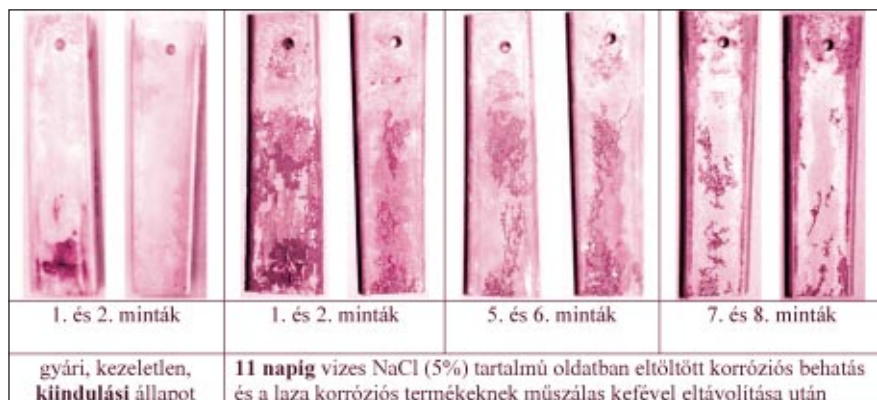 1. és 2. minták
1. és 2. minták
5. és 6. minták
7. és 8. minták
gyári, kezeletlen,
kiindulási állapot
11 napig vizes NaCl (5%) tartalmú oldatban eltöltött korróziós behatás
és a laza korróziós termékeknek műszálas kefével eltávolítása után